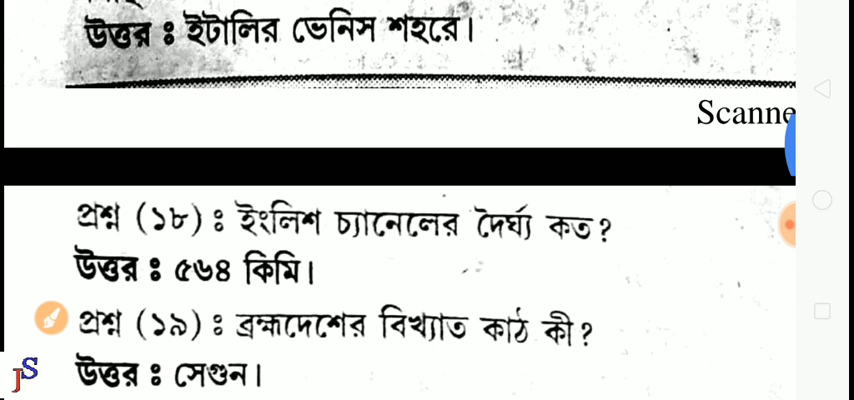 উত্তর ঃ ইটালির ভেনিস শহরে।
Scanne
প্রশ্ন (১৮) ঃ ইংলিশ চ্যানেলের দৈর্ঘ্য কত?
উত্তর ঃ ৫৬৪ কিমি।
প্রশ্ন (১৯) ঃ ব্রহ্মদেশের বিখ্যাত কাঠ কী?
উত্তর ঃ সেগুন।
JS